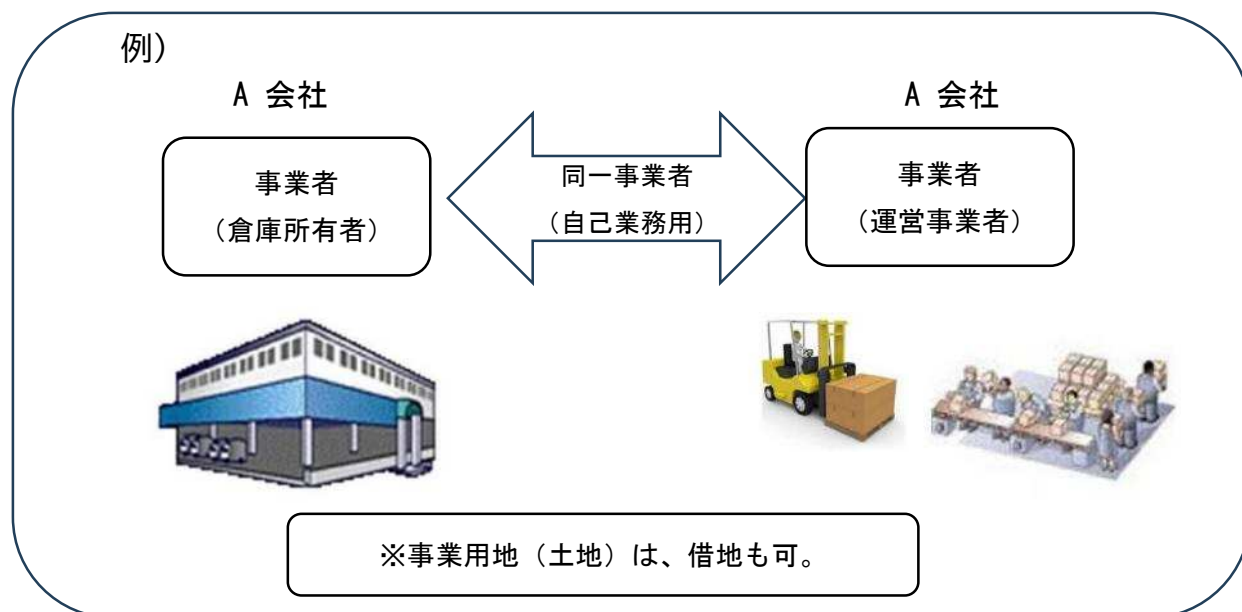 例）
A 会社
A 会社
事業者
（倉庫所有者）
同一事業者
（自己業務用）
事業者
（運営事業者）
※事業用地（土地）は、借地も可。